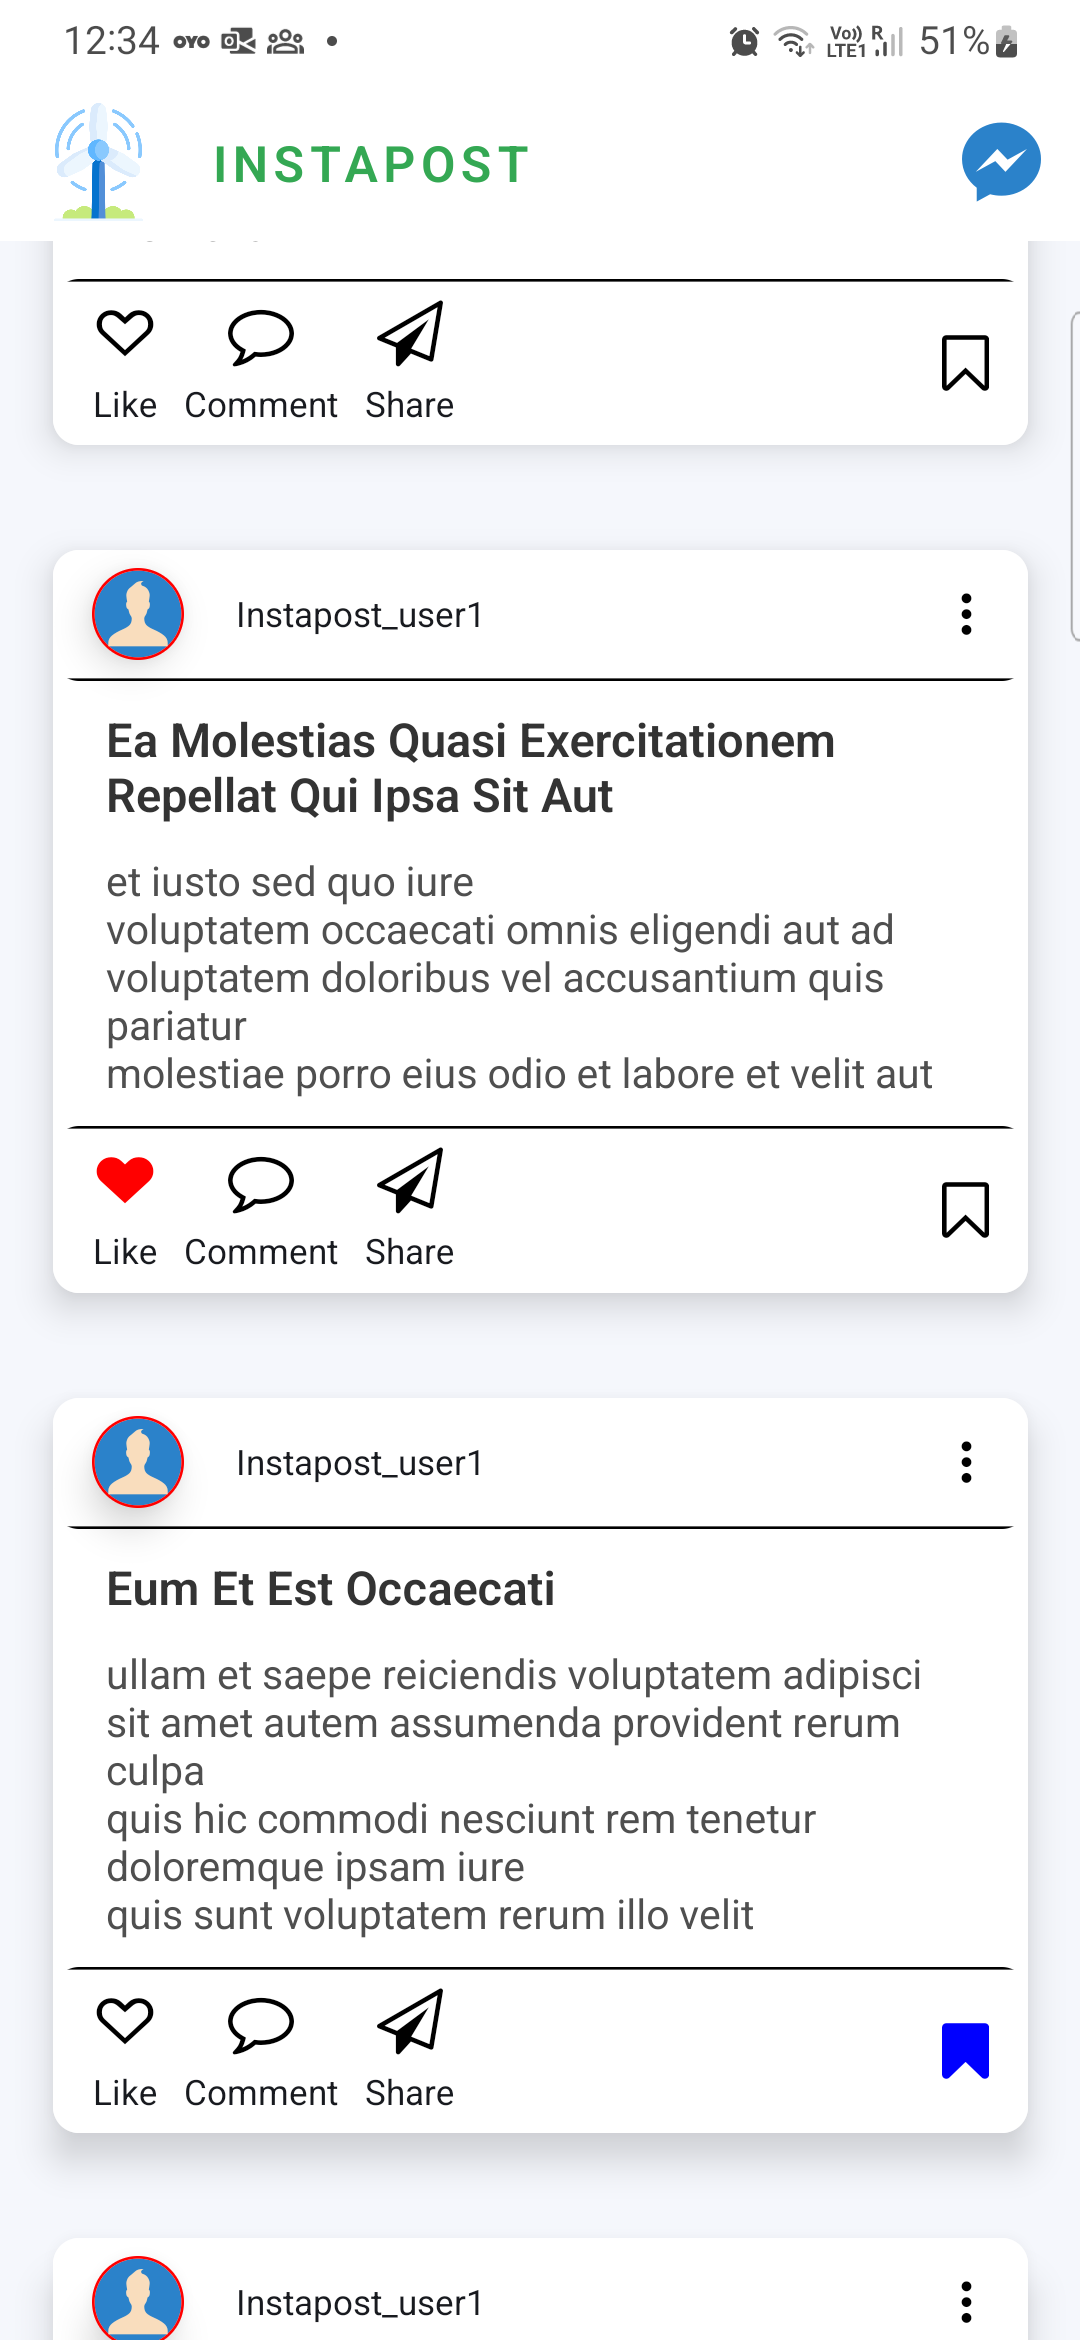 12:34 OYO Vo)) R LTE1 51%
INSTAPOST
Like Comment Share
Instapost_user1
Ea Molestias Quasi Exercitationem
Repellat Qui Ipsa Sit Aut
et iusto sed quo iure
voluptatem occaecati omnis eligendi aut ad
voluptatem doloribus vel accusantium quis
pariatur
molestiae porro eius odio et labore et velit aut
Like Comment Share
Instapost_user1
Eum Et Est Occaecati
ullam et saepe reiciendis voluptatem adipisci
sit amet autem assumenda provident rerum
culpa
quis hic commodi nesciunt rem tenetur
doloremque ipsam iure
quis sunt voluptatem rerum illo velit
Like Comment Share
Instapost_user1